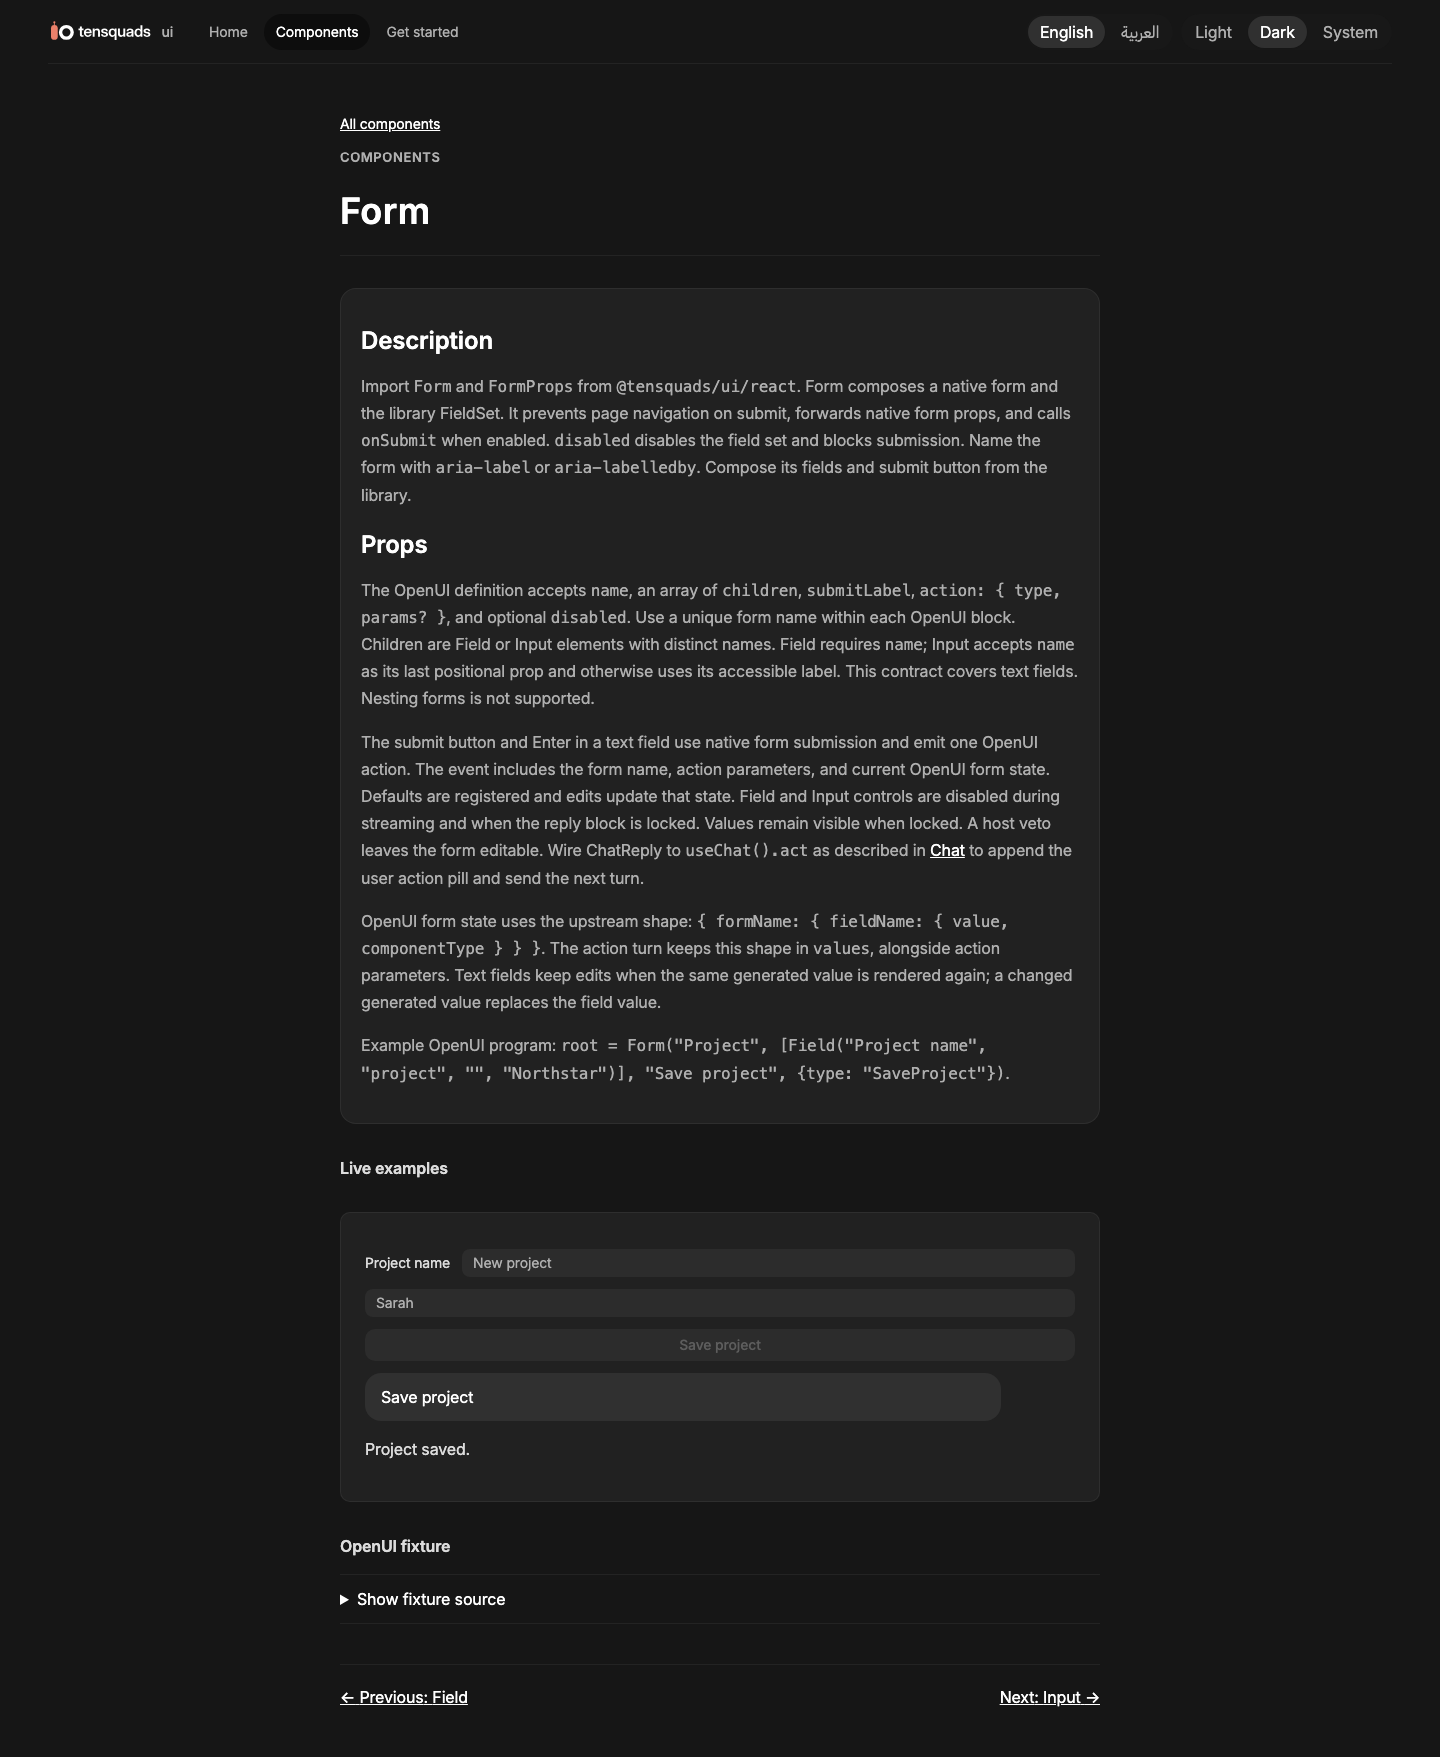 tensquads ui
Home
Components
Get started
English
العربية
Light
Dark
System
All components
COMPONENTS
Form
Description
Import Form and FormProps from @tensquads/ui/react. Form composes a native form and
the library FieldSet. It prevents page navigation on submit, forwards native form props, and calls
onSubmit when enabled. disabled disables the field set and blocks submission. Name the
form with aria-label or aria-labelledby. Compose its fields and submit button from the
library.
Props
The OpenUI definition accepts name, an array of children, submitLabel, action: { type,
params? }, and optional disabled. Use a unique form name within each OpenUI block.
Children are Field or Input elements with distinct names. Field requires name; Input accepts name
as its last positional prop and otherwise uses its accessible label. This contract covers text fields.
Nesting forms is not supported.
The submit button and Enter in a text field use native form submission and emit one OpenUI
action. The event includes the form name, action parameters, and current OpenUI form state.
Defaults are registered and edits update that state. Field and Input controls are disabled during
streaming and when the reply block is locked. Values remain visible when locked. A host veto
leaves the form editable. Wire ChatReply to useChat().act as described in Chat to append the
user action pill and send the next turn.
OpenUI form state uses the upstream shape: { formName: { fieldName: { value,
componentType } } }. The action turn keeps this shape in values, alongside action
parameters. Text fields keep edits when the same generated value is rendered again; a changed
generated value replaces the field value.
Example OpenUI program: root = Form("Project", [Field("Project name",
"project", "", "Northstar")], "Save project", {type: "SaveProject"}).
Live examples
Project name
New project
Sarah
Save project
Save project
Project saved.
OpenUI fixture
▶ Show fixture source
← Previous: Field
Next: Input →